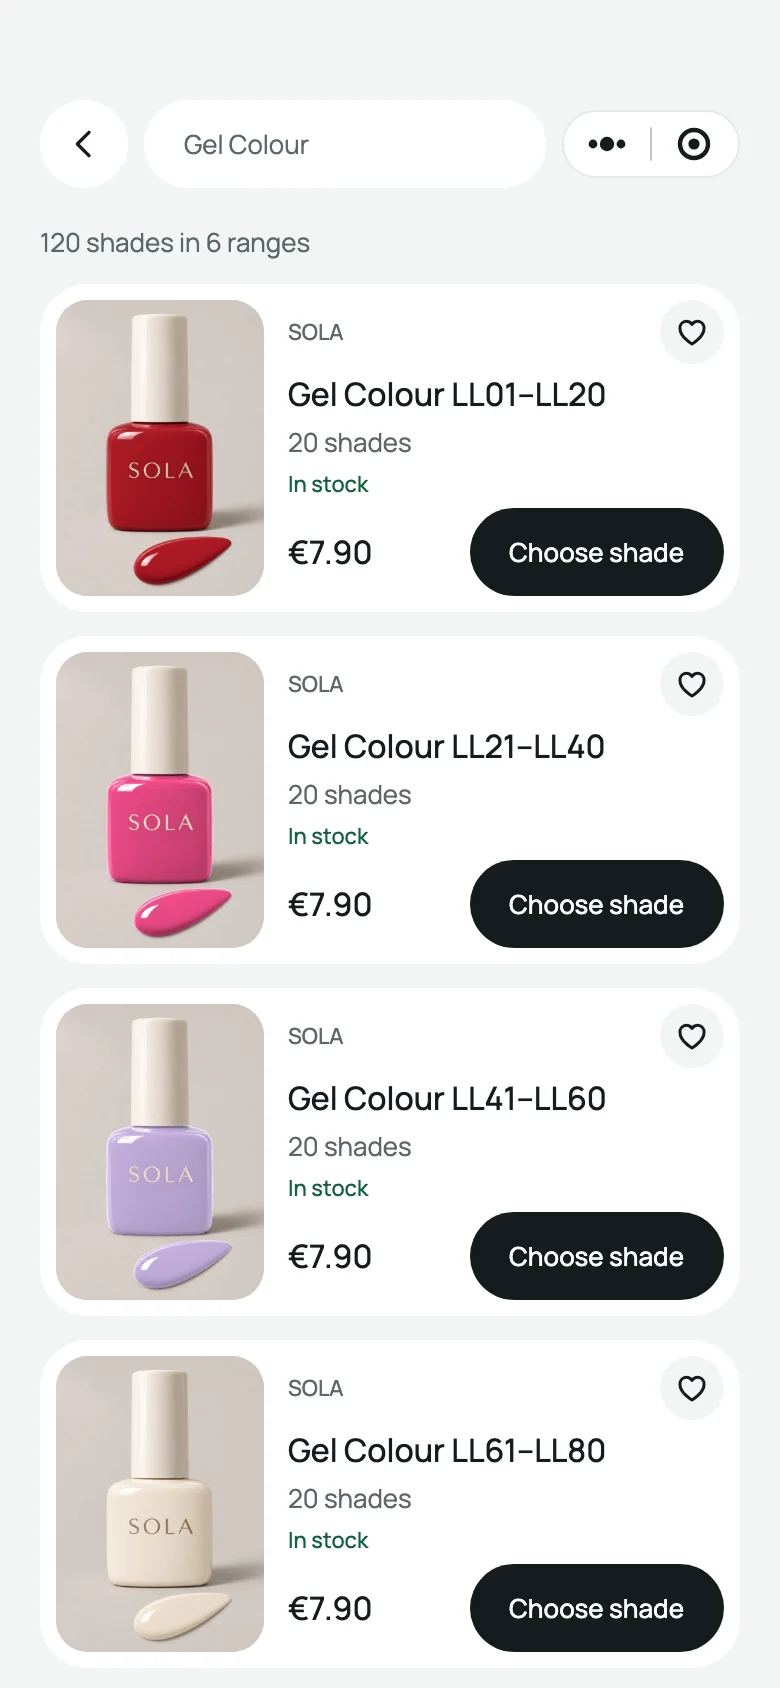 Gel Colour
120 shades in 6 ranges
SOLA
SOLA
Gel Colour LL01–LL20
20 shades
In stock
€7.90
Choose shade
SOLA
SOLA
Gel Colour LL21–LL40
20 shades
In stock
€7.90
Choose shade
SOLA
SOLA
Gel Colour LL41–LL60
20 shades
In stock
€7.90
Choose shade
SOLA
SOLA
Gel Colour LL61–LL80
20 shades
In stock
€7.90
Choose shade